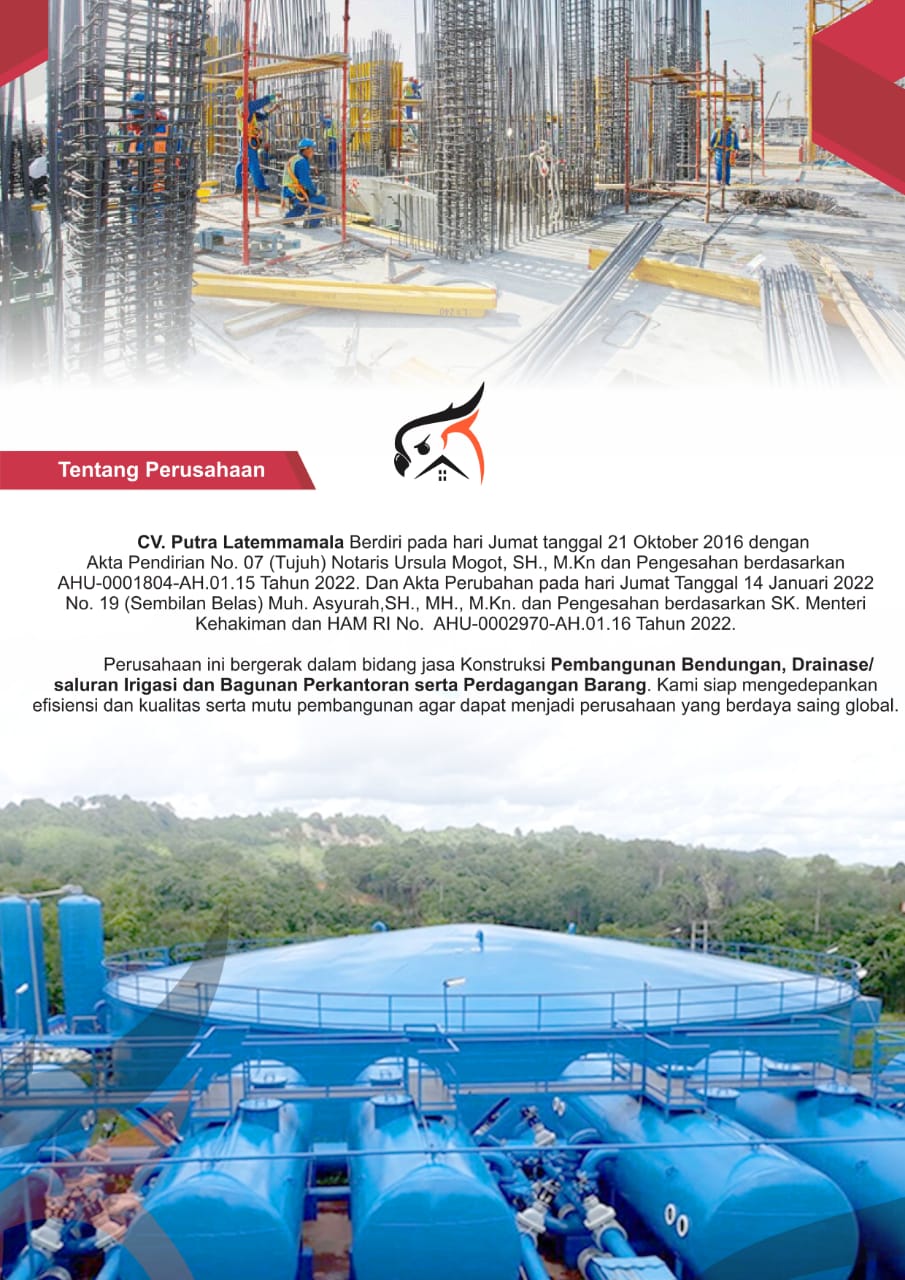 Tentang Perusahaan
CV. Putra Latemmamala Berdiri pada hari Jumat tanggal 21 Oktober 2016 dengan
Akta Pendirian No. 07 (Tujuh) Notaris Ursula Mogot, SH., M.Kn dan Pengesahan berdasarkan
AHU-0001804-AH.01.15 Tahun 2022. Dan Akta Perubahan pada hari Jumat Tanggal 14 Januari 2022
No. 19 (Sembilan Belas) Muh. Asyurah,SH., MH., M.Kn. dan Pengesahan berdasarkan SK. Menteri
Kehakiman dan HAM RI No. AHU-0002970-AH.01.16 Tahun 2022.
Perusahaan ini bergerak dalam bidang jasa Konstruksi Pembangunan Bendungan, Drainase/
saluran Irigasi dan Bagunan Perkantoran serta Perdagangan Barang. Kami siap mengedepankan
efisiensi dan kualitas serta mutu pembangunan agar dapat menjadi perusahaan yang berdaya saing global.